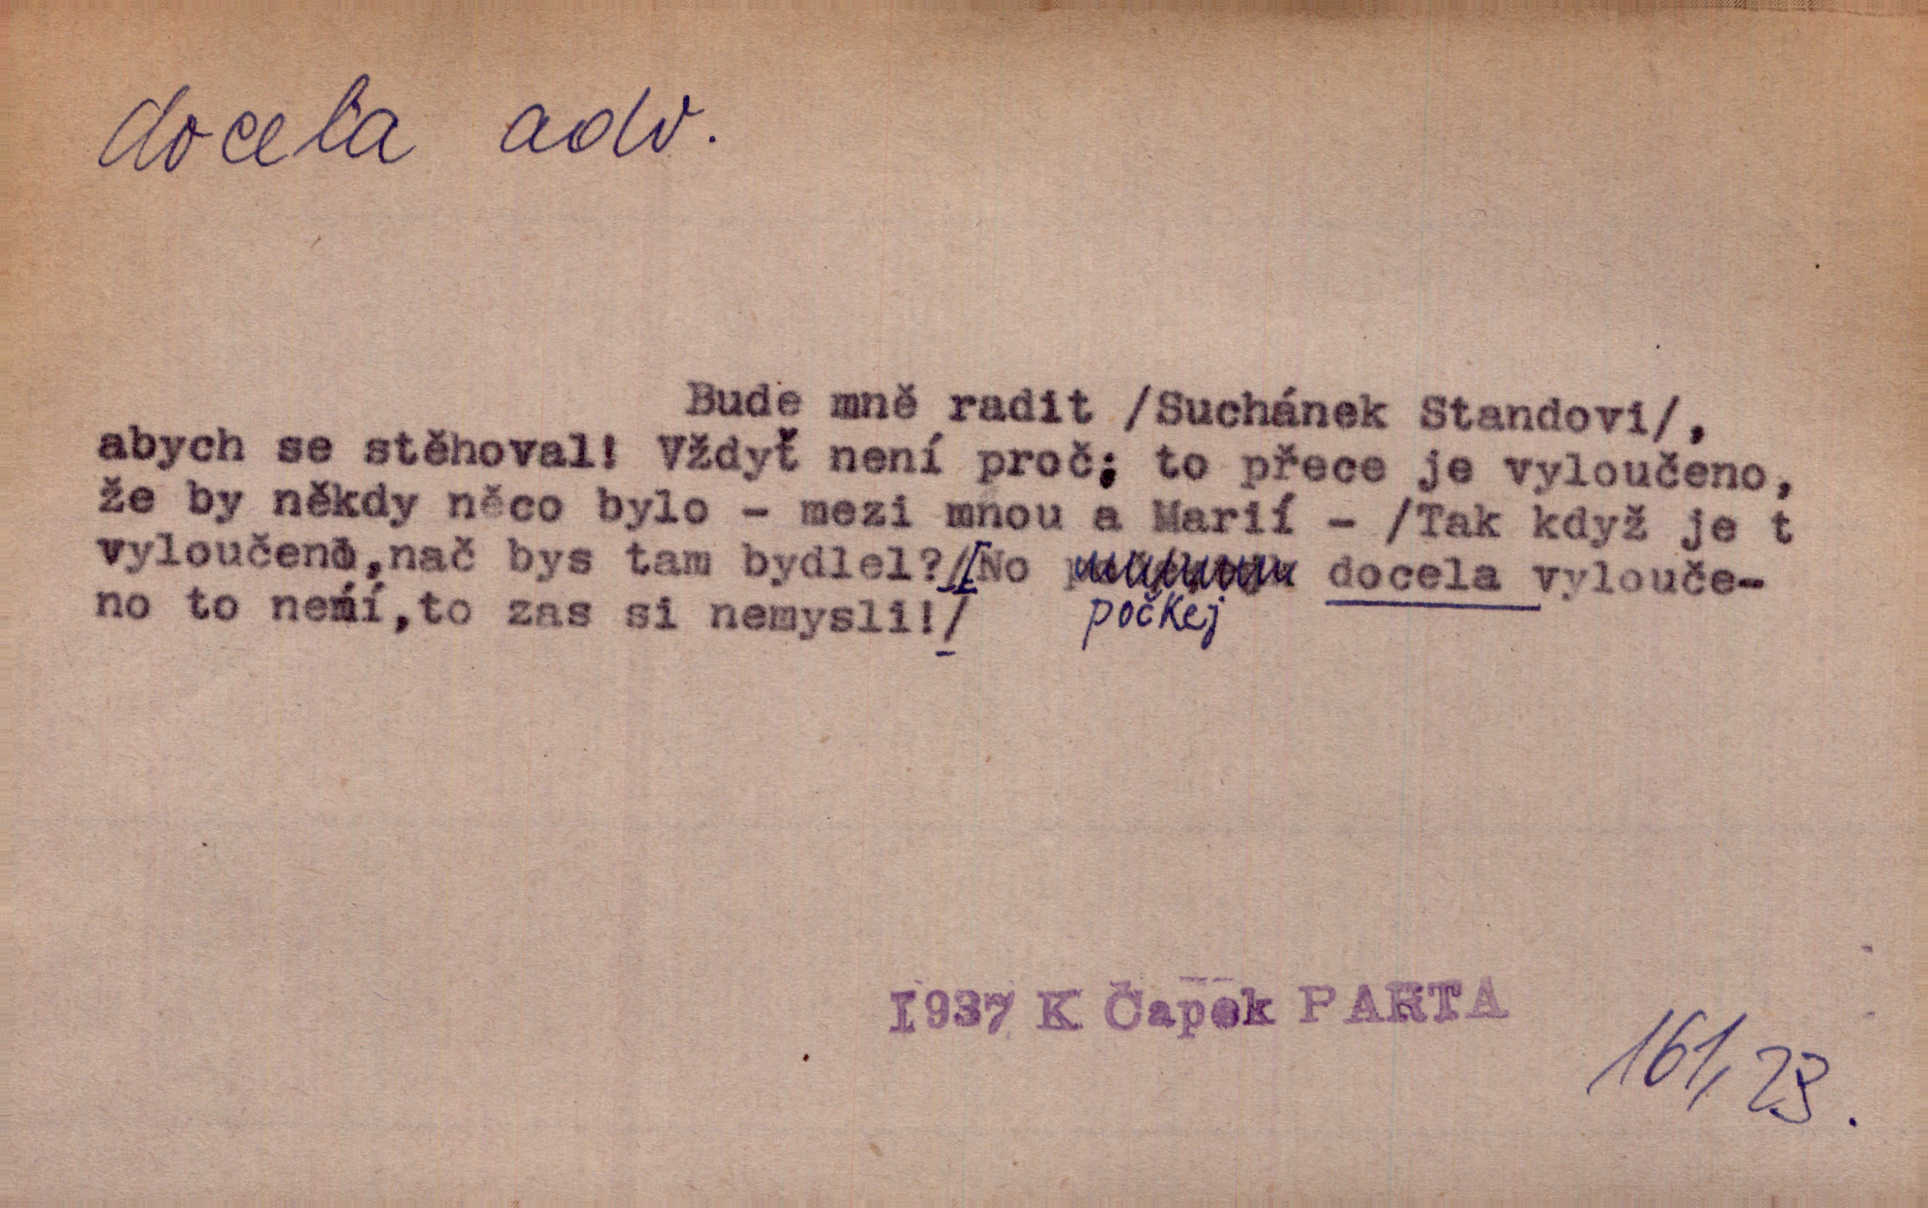 docela adv.
Bude mně radit /Suchánek Standovi/,
abych se stěhoval! Vždyť není proč; to přece je vyloučeno,
že by někdy něco bylo - mezi mnou a Marií - /Tak když je t
vyloučeno,nač bys tam bydlel?/[No docela vylouče-
no to není,to zas si nemysli!/
počkej
1937 K Čapek PARTA
161, 23.